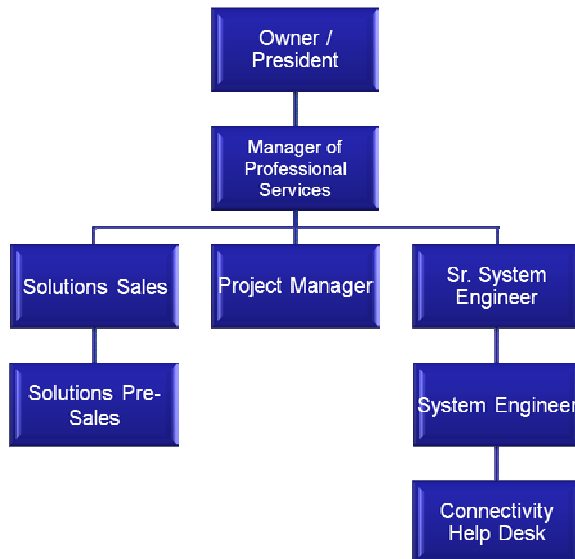 Owner /
President
Manager of
Professional
Services
Solutions Sales
Project Manager
Sr. System
Engineer
Solutions Pre-
Sales
System Engineer
Connectivity
Help Desk